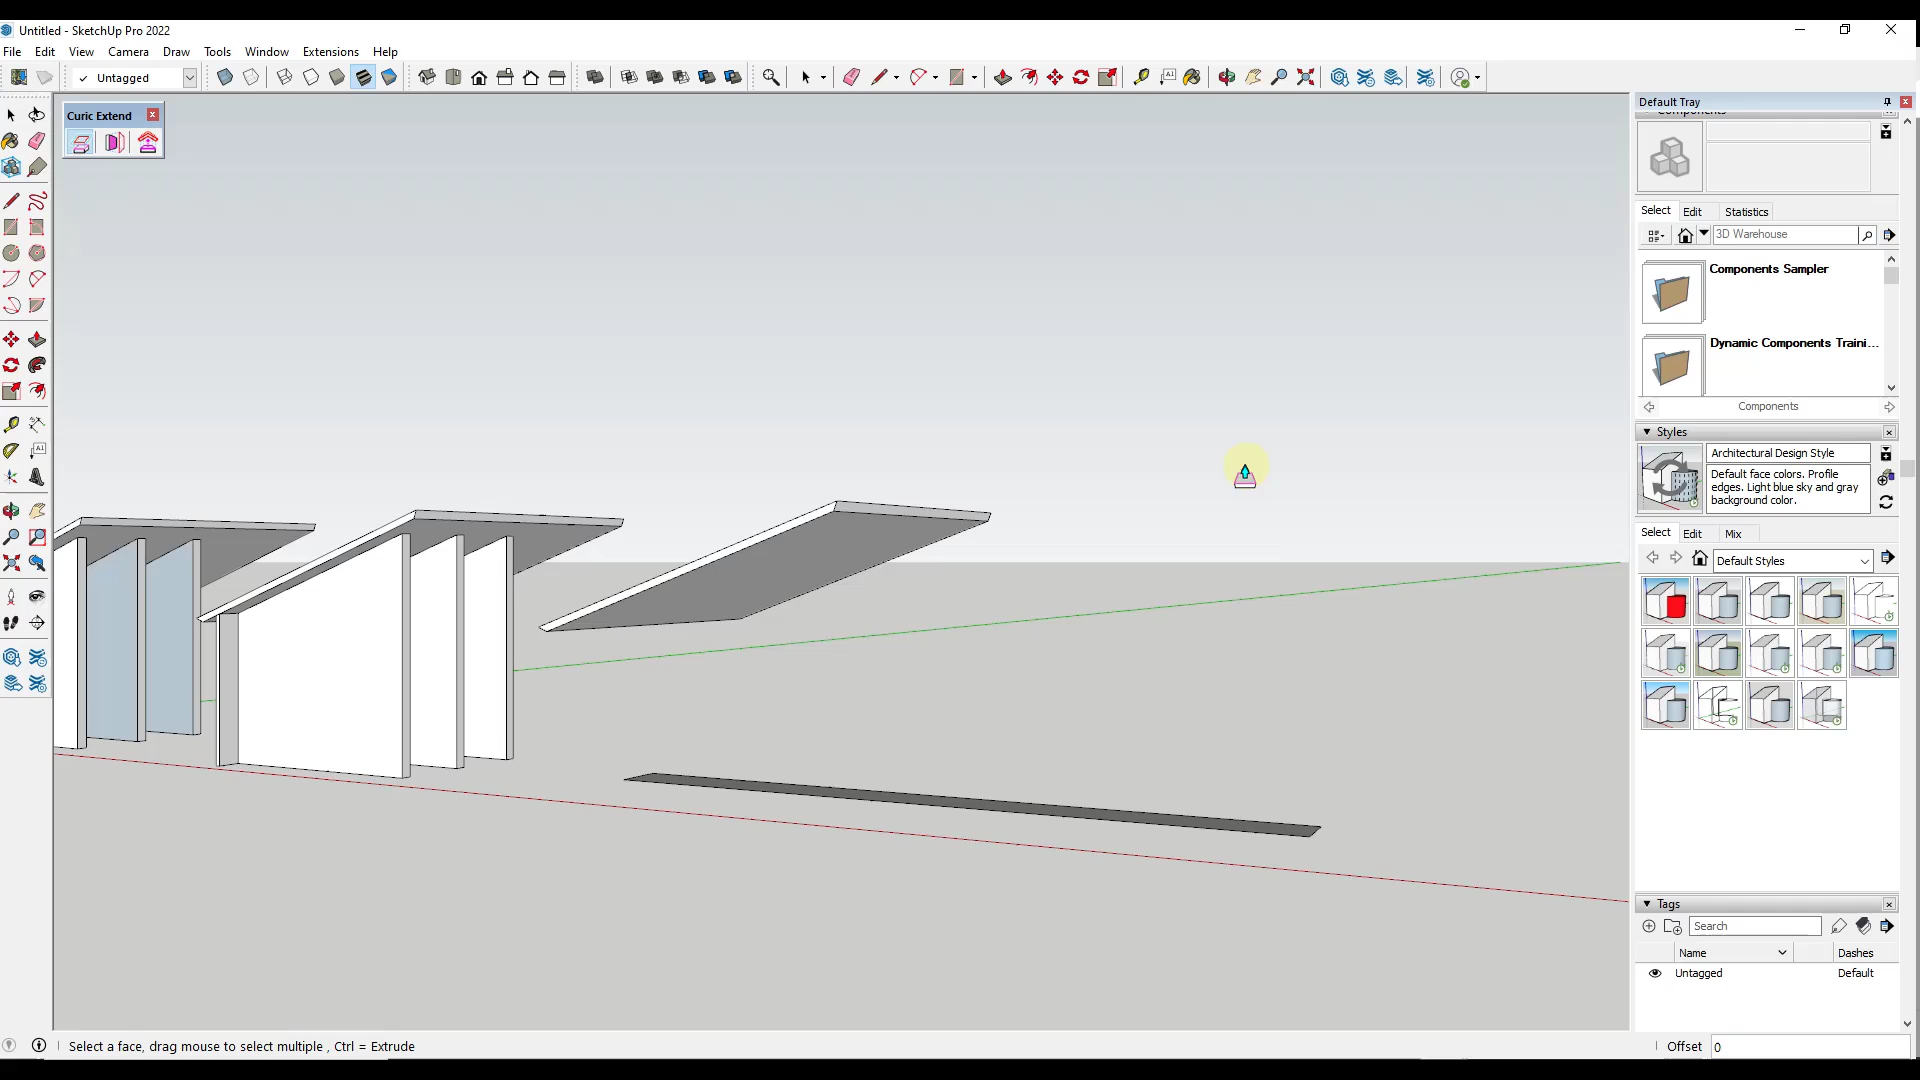 Untitled - SketchUp Pro 2022
File Edit View Camera Draw Tools Window Extensions Help
Untagged
Curic Extend
Default Tray
Components
Select Edit Statistics
3D Warehouse
Components Sampler
Dynamic Components Traini...
Components
Styles
Architectural Design Style
Default face colors. Profile
edges. Light blue sky and gray
background color.
Select Edit Mix
Default Styles
Tags
Search
Name Dashes
Untagged Default
Select a face, drag mouse to select multiple , Ctrl = Extrude
Offset 0